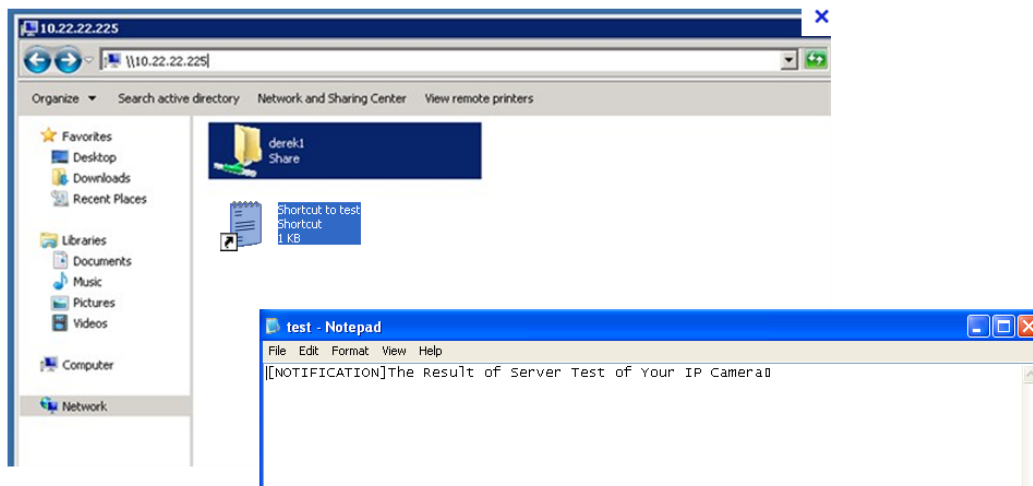 10.22.22.225
\\10.22.22.225
Organize Search active directory Network and Sharing Center View remote printers
Favorites
Desktop
Downloads
Recent Places
Libraries
Documents
Music
Pictures
Videos
Computer
Network
derek1
Share
Shortcut to test
Shortcut
1 KB
test - Notepad
File Edit Format View Help
[NOTIFICATION]The Result of Server Test of Your IP Camera▯